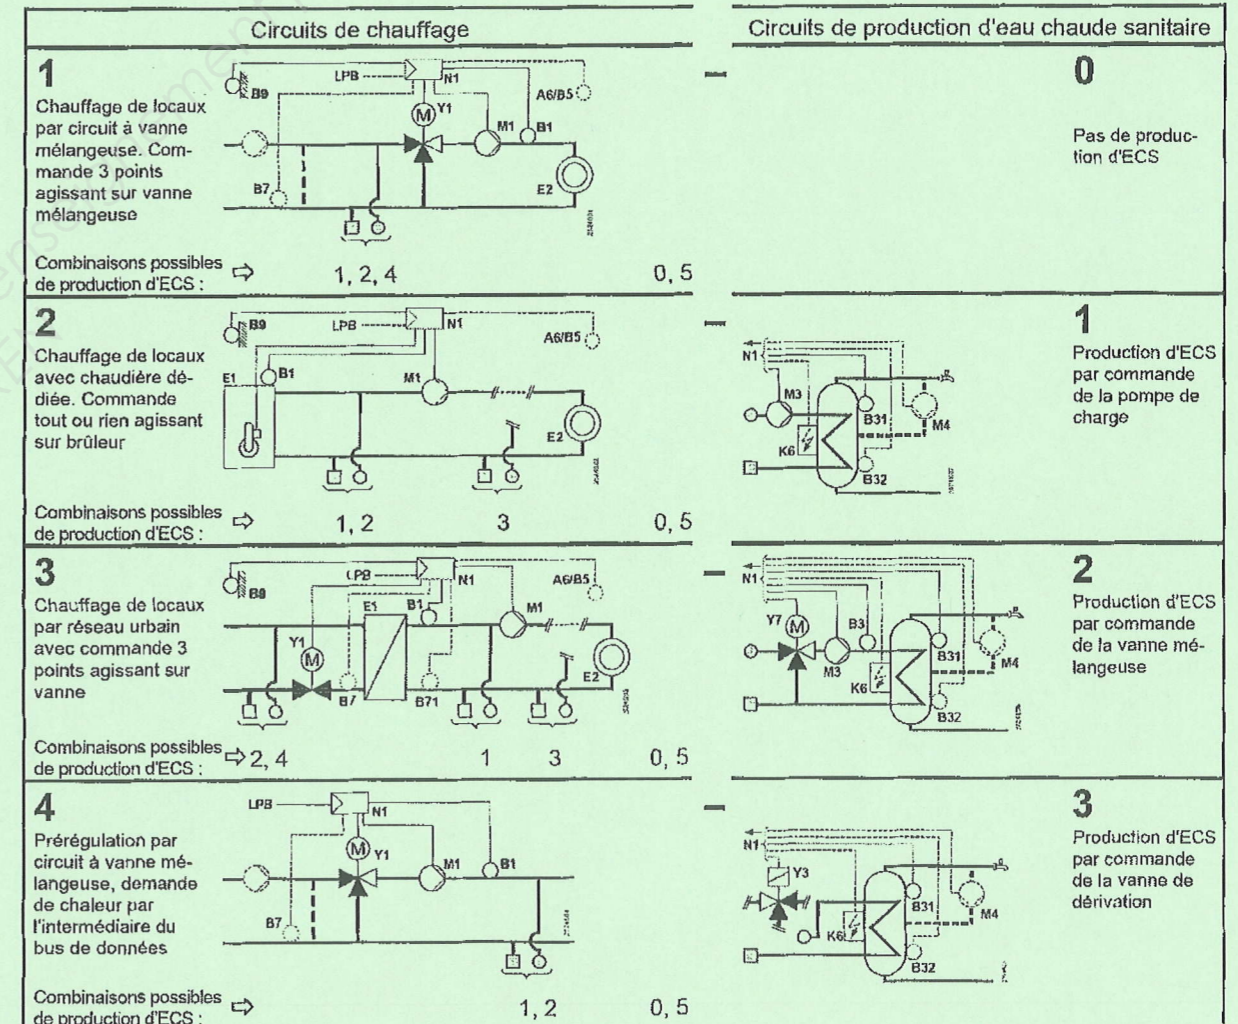 Circuits de chauffage
Circuits de production d'eau chaude sanitaire
1
Chauffage de locaux
par circuit à vanne
mélangeuse. Com-
mande 3 points
agissant sur vanne
mélangeuse
B9
LPB
N1
A6/B5
Y1
M
M1
B1
B7
E2
Combinaisons possibles
de production d'ECS :
1, 2, 4
0, 5
0
Pas de produc-
tion d'ECS
2
Chauffage de locaux
avec chaudière dé-
diée. Commande
tout ou rien agissant
sur brûleur
B9
LPB
N1
A6/B5
E1
B1
M1
E2
Combinaisons possibles
de production d'ECS :
1, 2
3
0, 5
1
Production d'ECS
par commande
de la pompe de
charge
N1
M3
B31
M4
K6
B32
3
Chauffage de locaux
par réseau urbain
avec commande 3
points agissant sur
vanne
B9
LPB
N1
A6/B5
E1
B1
M1
Y1
M
B7
B71
E2
Combinaisons possibles
de production d'ECS :
2, 4
1
3
0, 5
2
Production d'ECS
par commande
de la vanne mé-
langeuse
N1
Y7
M
B3
M3
B31
M4
K6
B32
4
Prérégulation par
circuit à vanne mé-
langeuse, demande
de chaleur par
l'intermédiaire du
bus de données
LPB
N1
M
Y1
M1
B1
B7
Combinaisons possibles
de production d'ECS :
1, 2
0, 5
3
Production d'ECS
par commande
de la vanne de
dérivation
N1
Y3
B31
M4
K6
B32